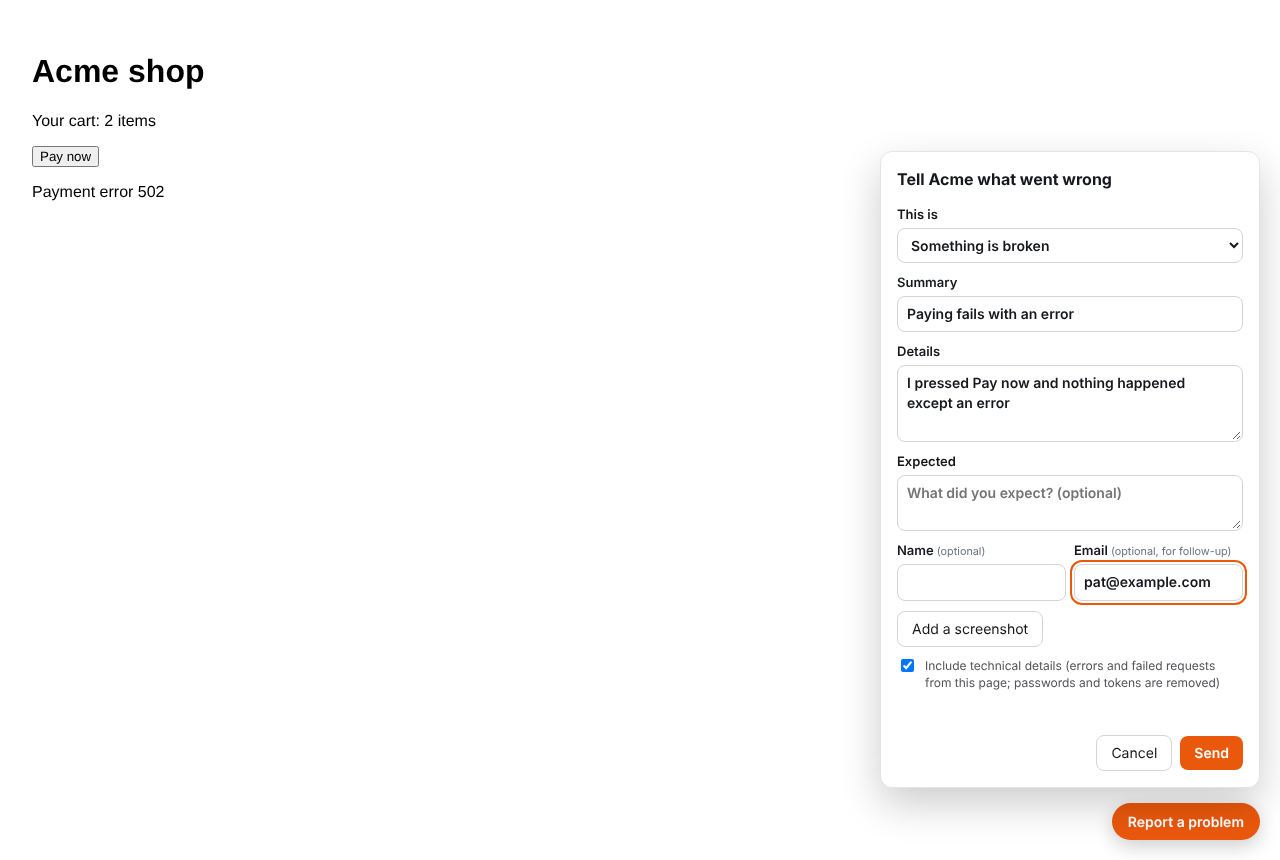 Acme shop
Your cart: 2 items
Pay now
Payment error 502
Tell Acme what went wrong
This is
Something is broken
Summary
Paying fails with an error
Details
I pressed Pay now and nothing happened
except an error
Expected
What did you expect? (optional)
Name (optional)
Email (optional, for follow-up)
pat@example.com
Add a screenshot
Include technical details (errors and failed requests
from this page; passwords and tokens are removed)
Cancel
Send
Report a problem